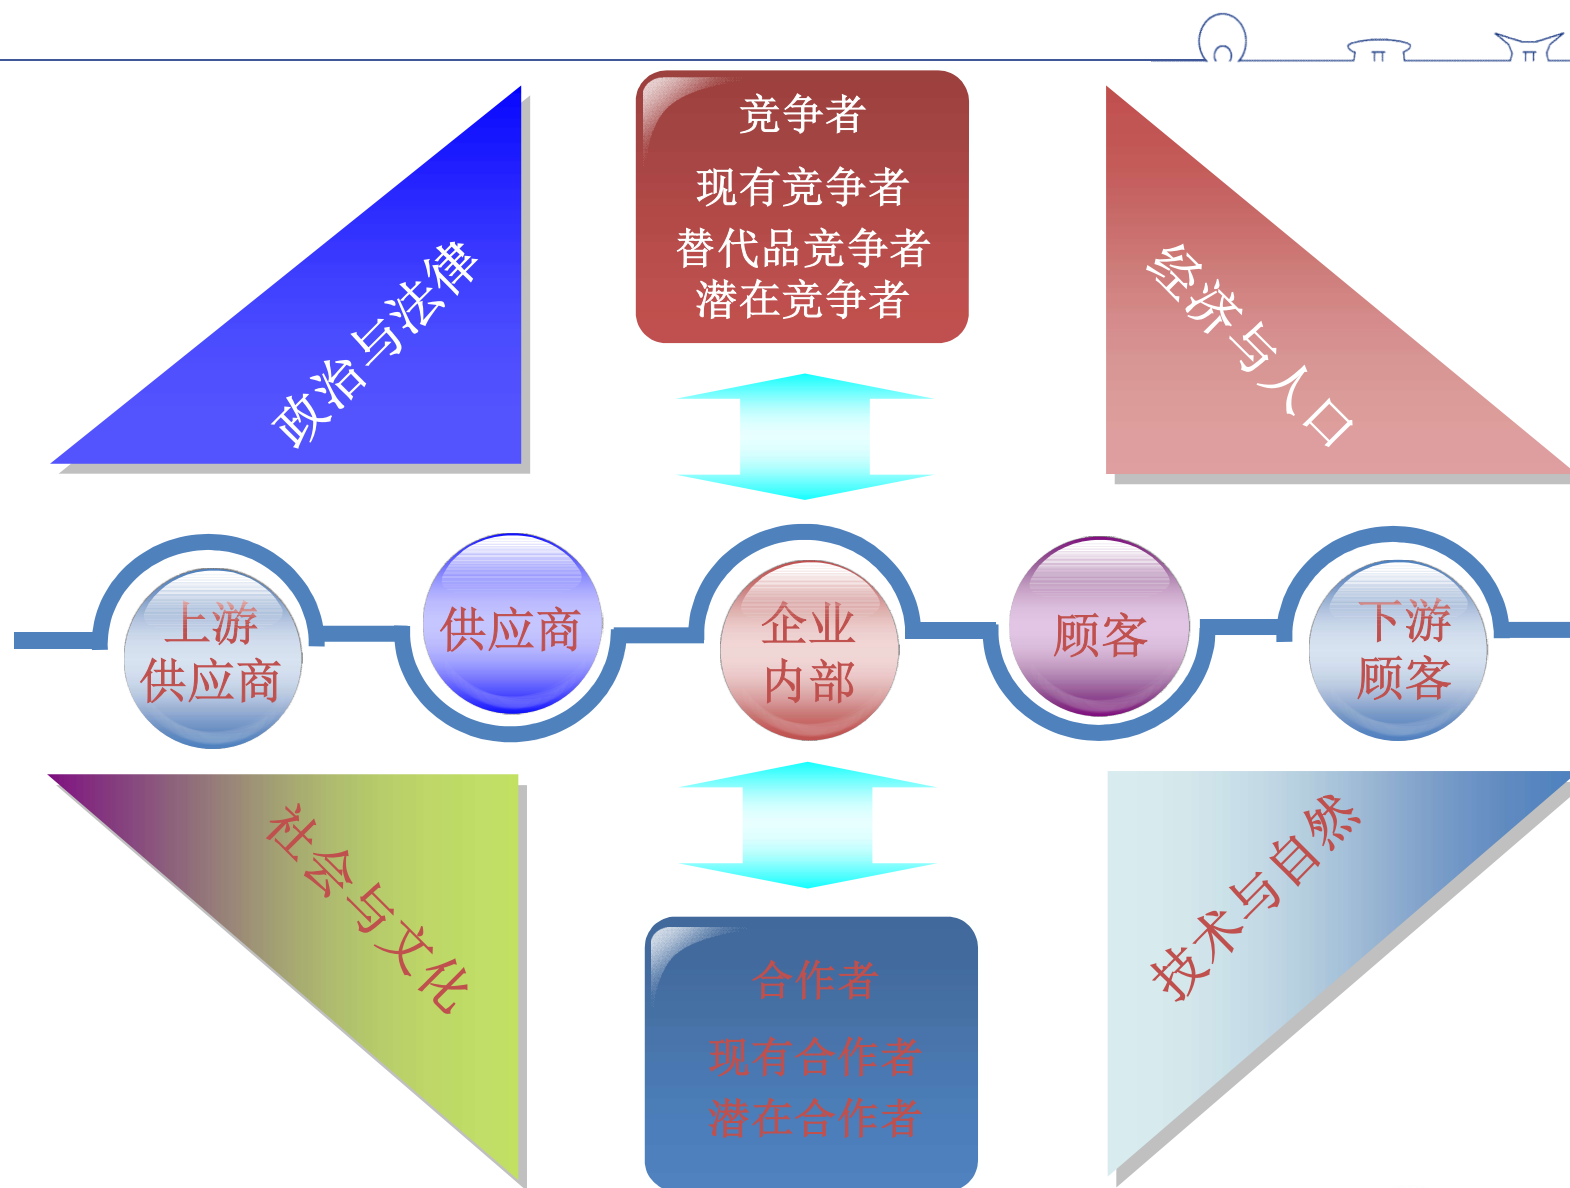 竞争者
现有竞争者
替代品竞争者
潜在竞争者
政治与法律
经济与人口
上游
供应商
供应商
企业
内部
顾客
下游
顾客
社会与文化
技术与自然
合作者
现有合作者
潜在合作者